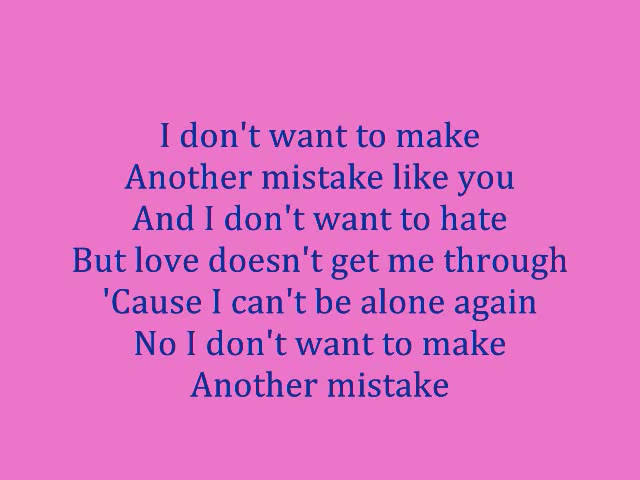 I don't want to make
Another mistake like you
And I don't want to hate
But love doesn't get me through
'Cause I can't be alone again
No I don't want to make
Another mistake